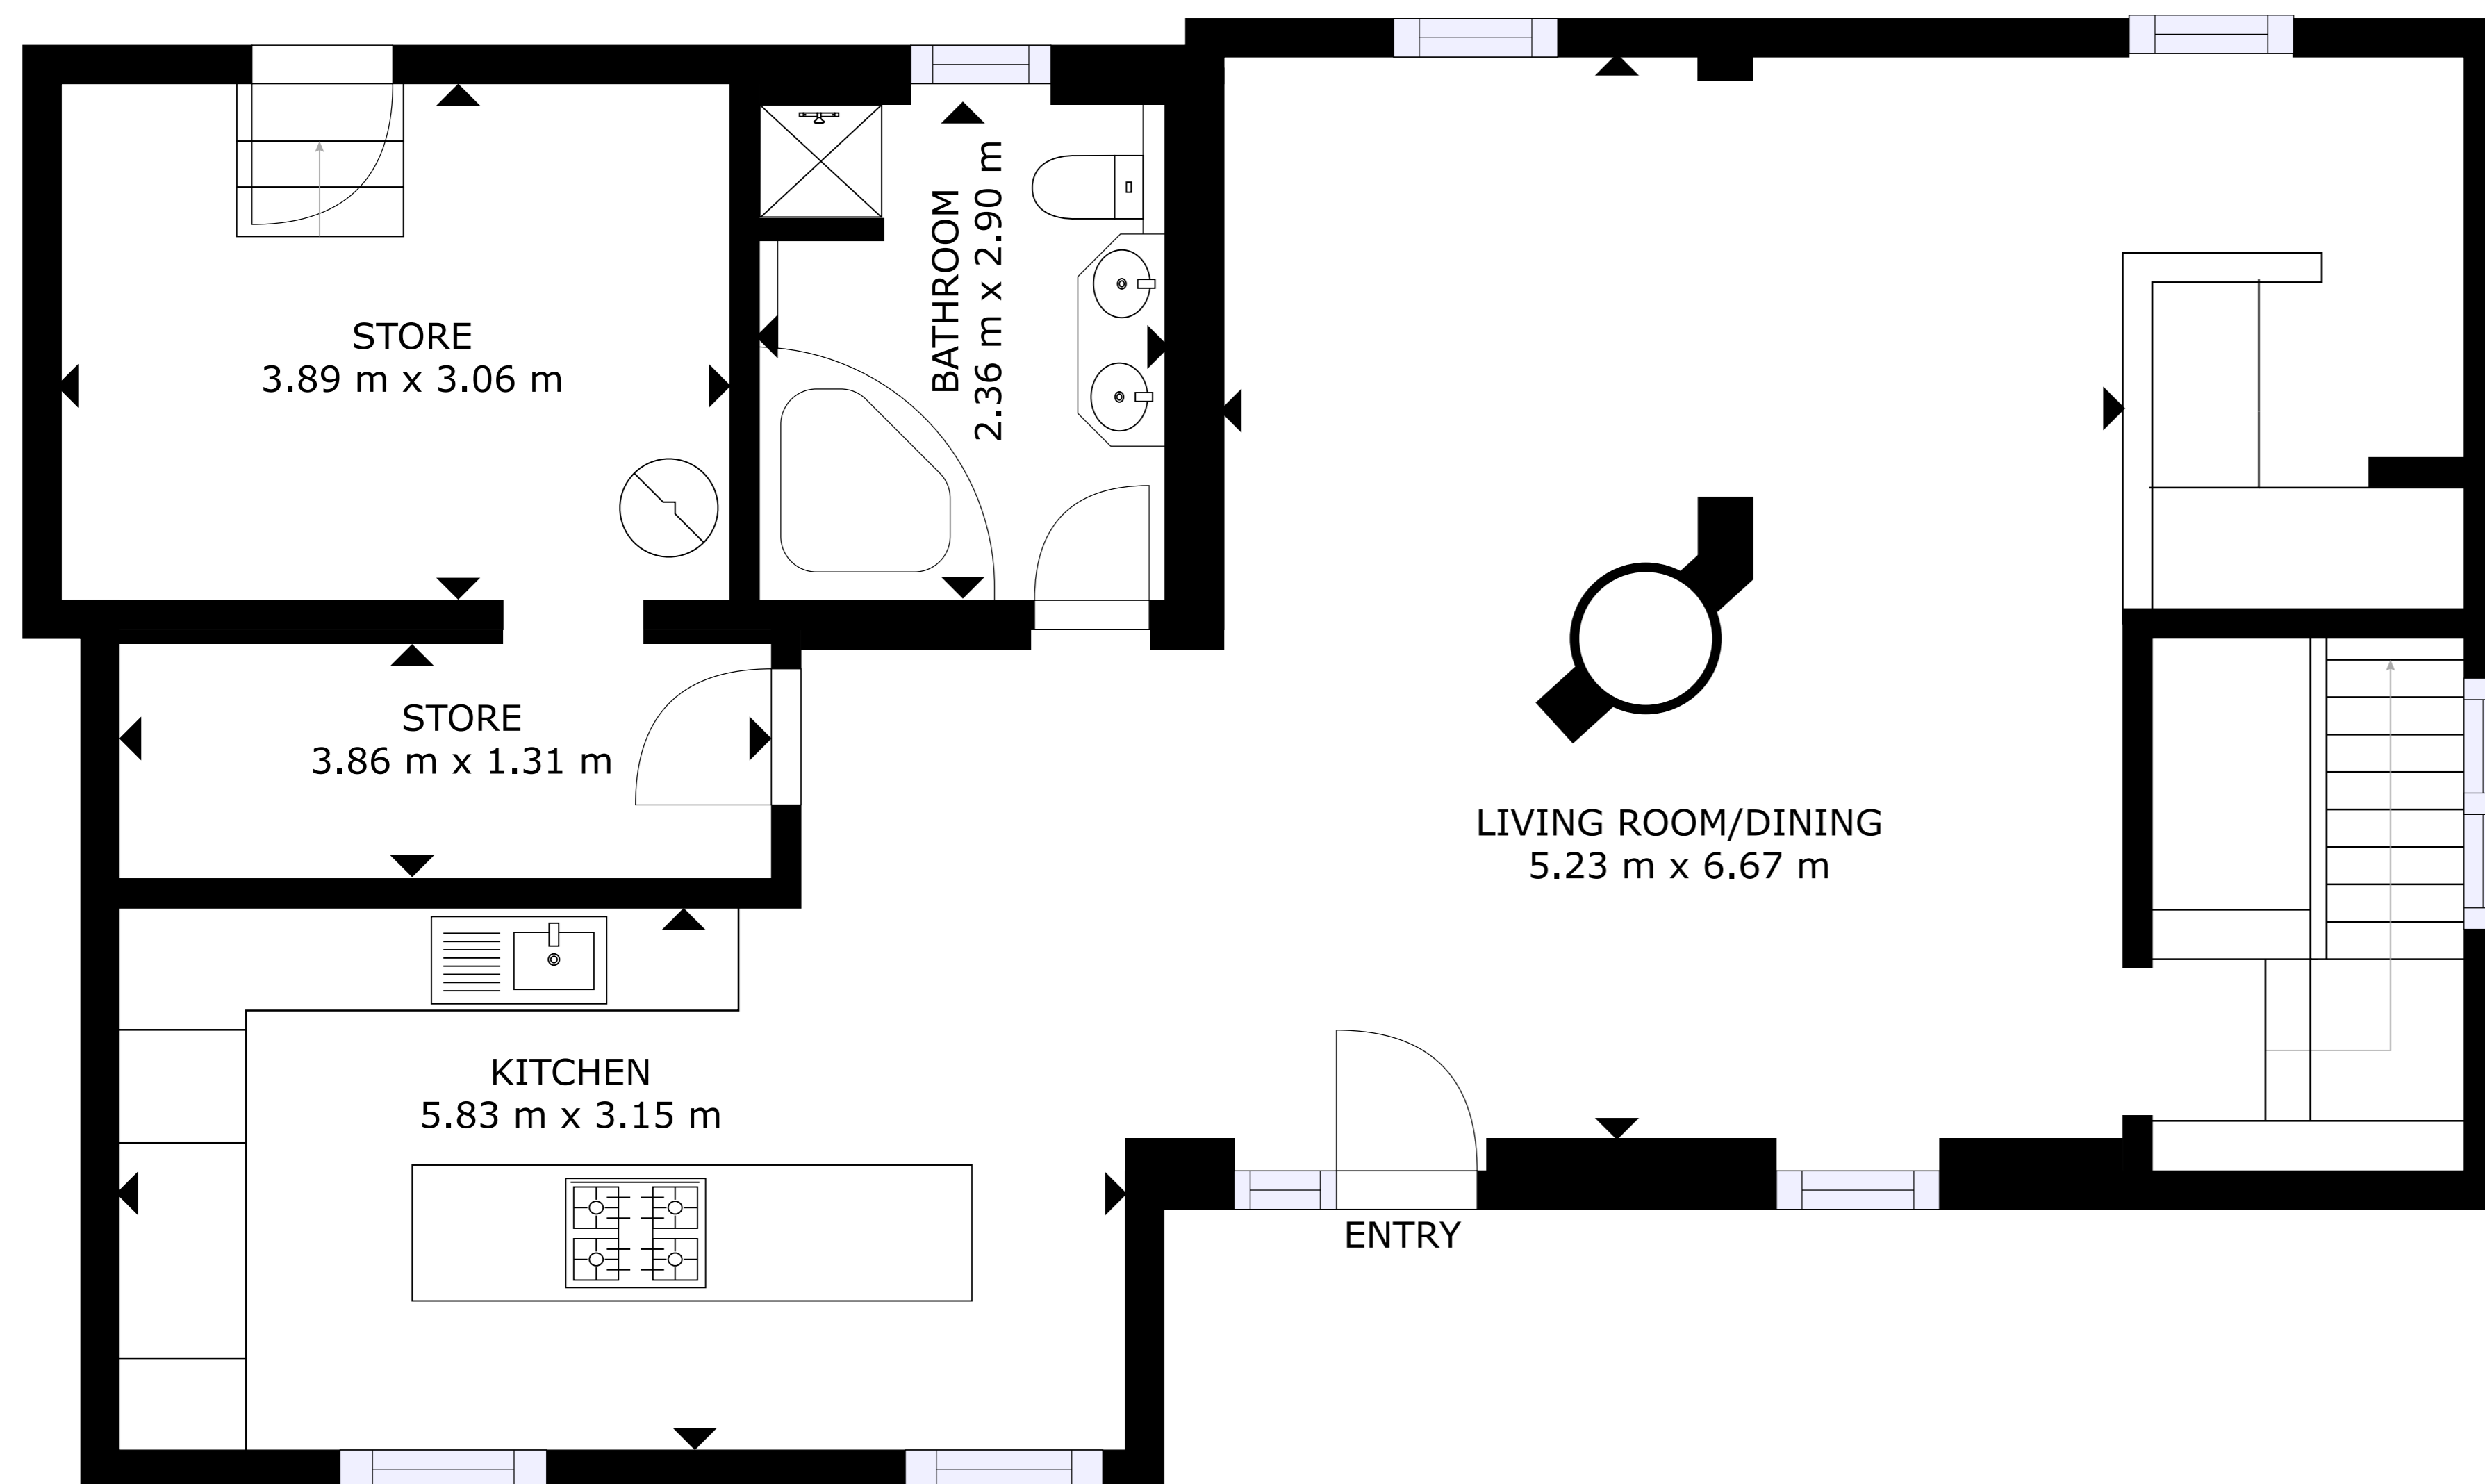 STORE
3.89 m x 3.06 m
BATHROOM
2.36 m x 2.90 m
STORE
3.86 m x 1.31 m
LIVING ROOM/DINING
5.23 m x 6.67 m
KITCHEN
5.83 m x 3.15 m
ENTRY